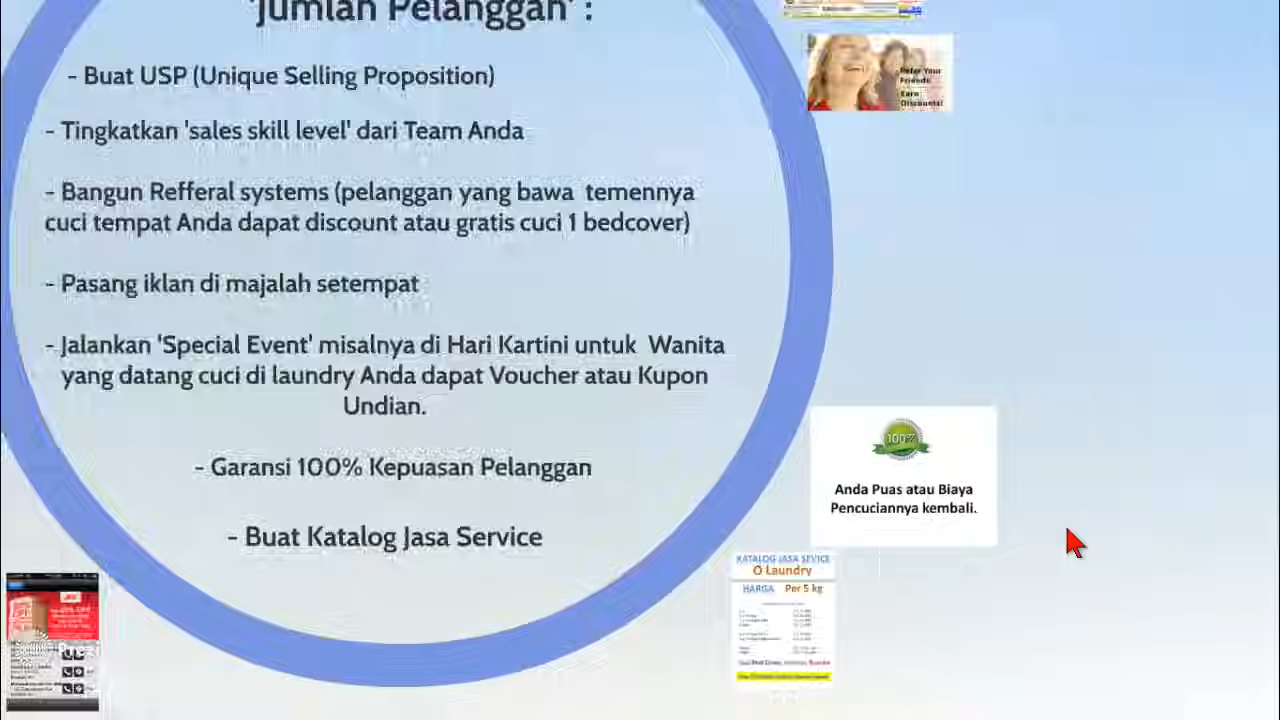 'Jumlah Pelanggan' :
- Buat USP (Unique Selling Proposition)
- Tingkatkan 'sales skill level' dari Team Anda
- Bangun Refferal systems (pelanggan yang bawa temennya
cuci tempat Anda dapat discount atau gratis cuci 1 bedcover)
- Pasang iklan di majalah setempat
- Jalankan 'Special Event' misalnya di Hari Kartini untuk Wanita
yang datang cuci di laundry Anda dapat Voucher atau Kupon
Undian.
- Garansi 100% Kepuasan Pelanggan
- Buat Katalog Jasa Service
Refer Your
Friends
Earn
Discounts!
100%
Anda Puas atau Biaya
Pencuciannya kembali.
KATALOG JASA SEVICE
O Laundry
HARGA Per 5 kg